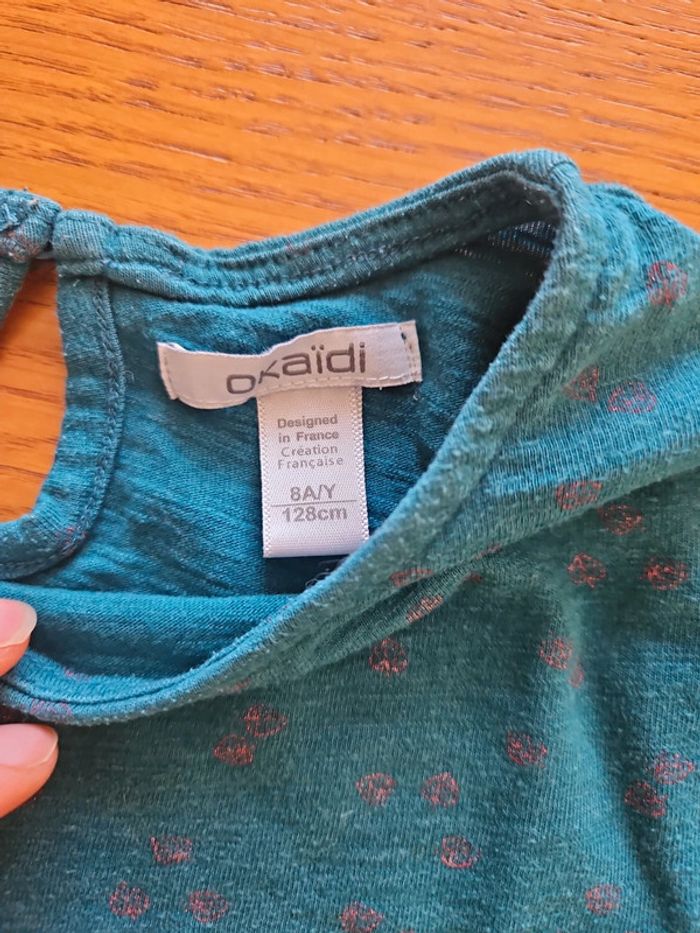 okaïdi
Designed
in France
Création
Française
8A/Y
128cm